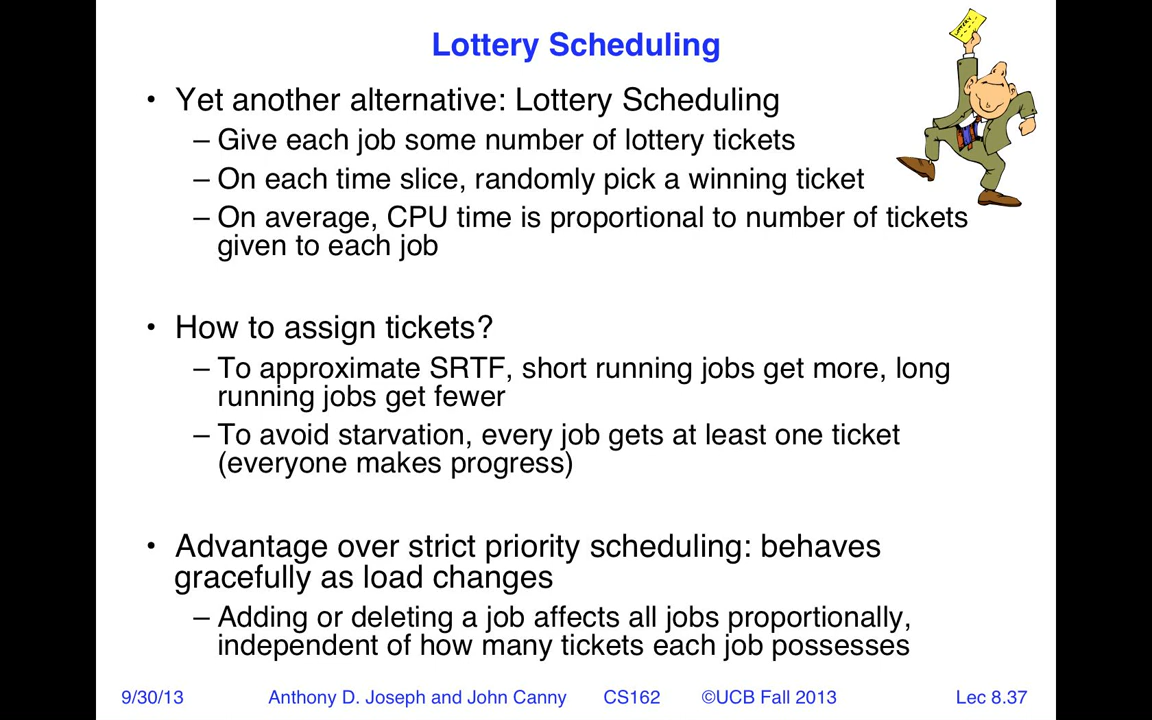 Lottery Scheduling
• Yet another alternative: Lottery Scheduling
– Give each job some number of lottery tickets
– On each time slice, randomly pick a winning ticket
– On average, CPU time is proportional to number of tickets
given to each job
• How to assign tickets?
– To approximate SRTF, short running jobs get more, long
running jobs get fewer
– To avoid starvation, every job gets at least one ticket
(everyone makes progress)
• Advantage over strict priority scheduling: behaves
gracefully as load changes
– Adding or deleting a job affects all jobs proportionally,
independent of how many tickets each job possesses
9/30/13 Anthony D. Joseph and John Canny CS162 ©UCB Fall 2013 Lec 8.37